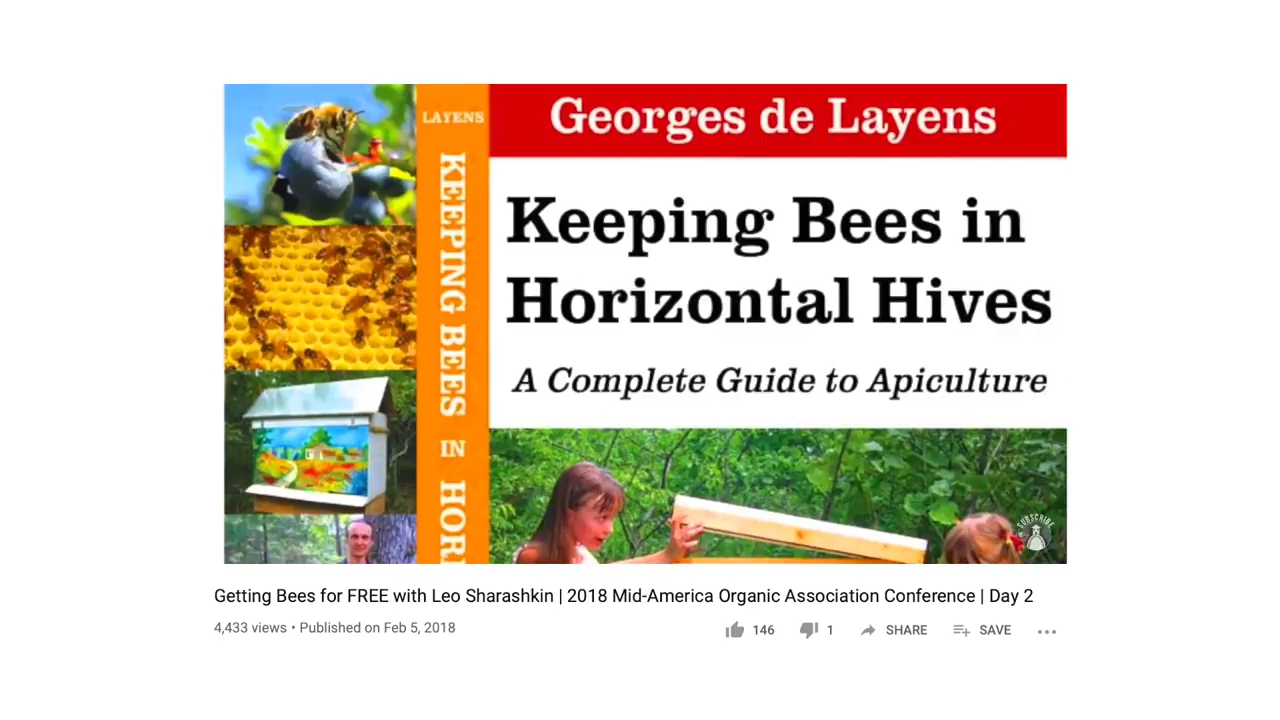 LAYENS
KEEPING BEES IN HORI
Georges de Layens
Keeping Bees in
Horizontal Hives
A Complete Guide to Apiculture
SUBSCRIBE
Getting Bees for FREE with Leo Sharashkin | 2018 Mid-America Organic Association Conference | Day 2
4,433 views • Published on Feb 5, 2018
146
1
SHARE
SAVE